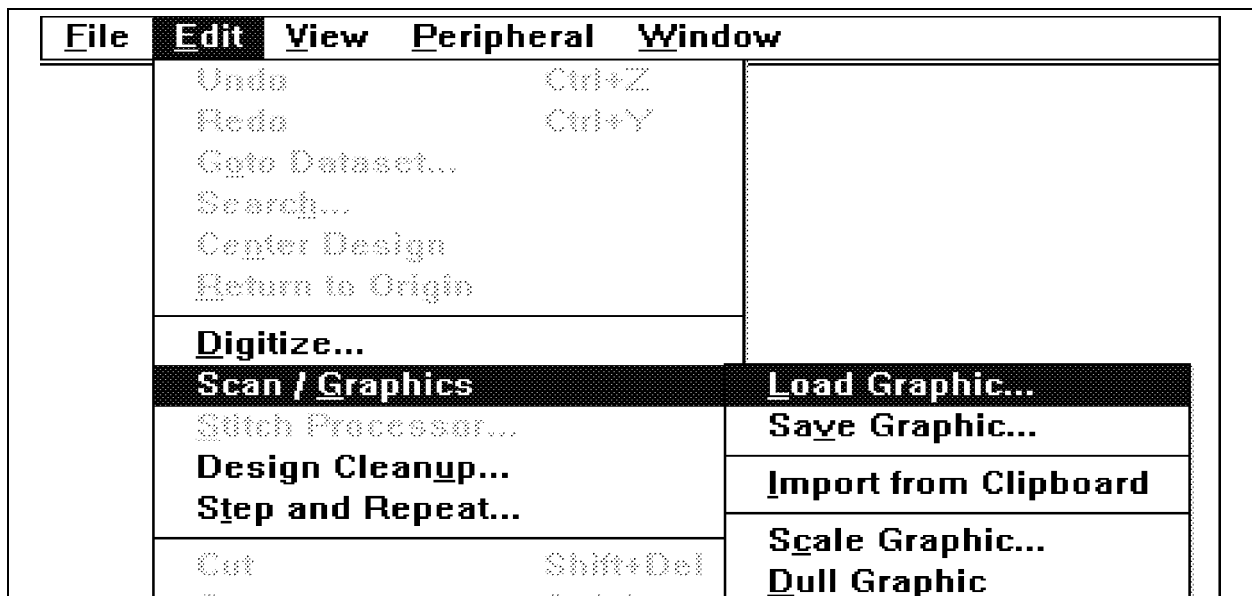 File Edit View Peripheral Window
Undo Ctrl+Z
Redo Ctrl+Y
Goto Dataset...
Search...
Center Design
Return to Origin
Digitize...
Scan / Graphics
Stitch Processor...
Design Cleanup...
Step and Repeat...
Cut Shift+Del
Load Graphic...
Save Graphic...
Import from Clipboard
Scale Graphic...
Dull Graphic